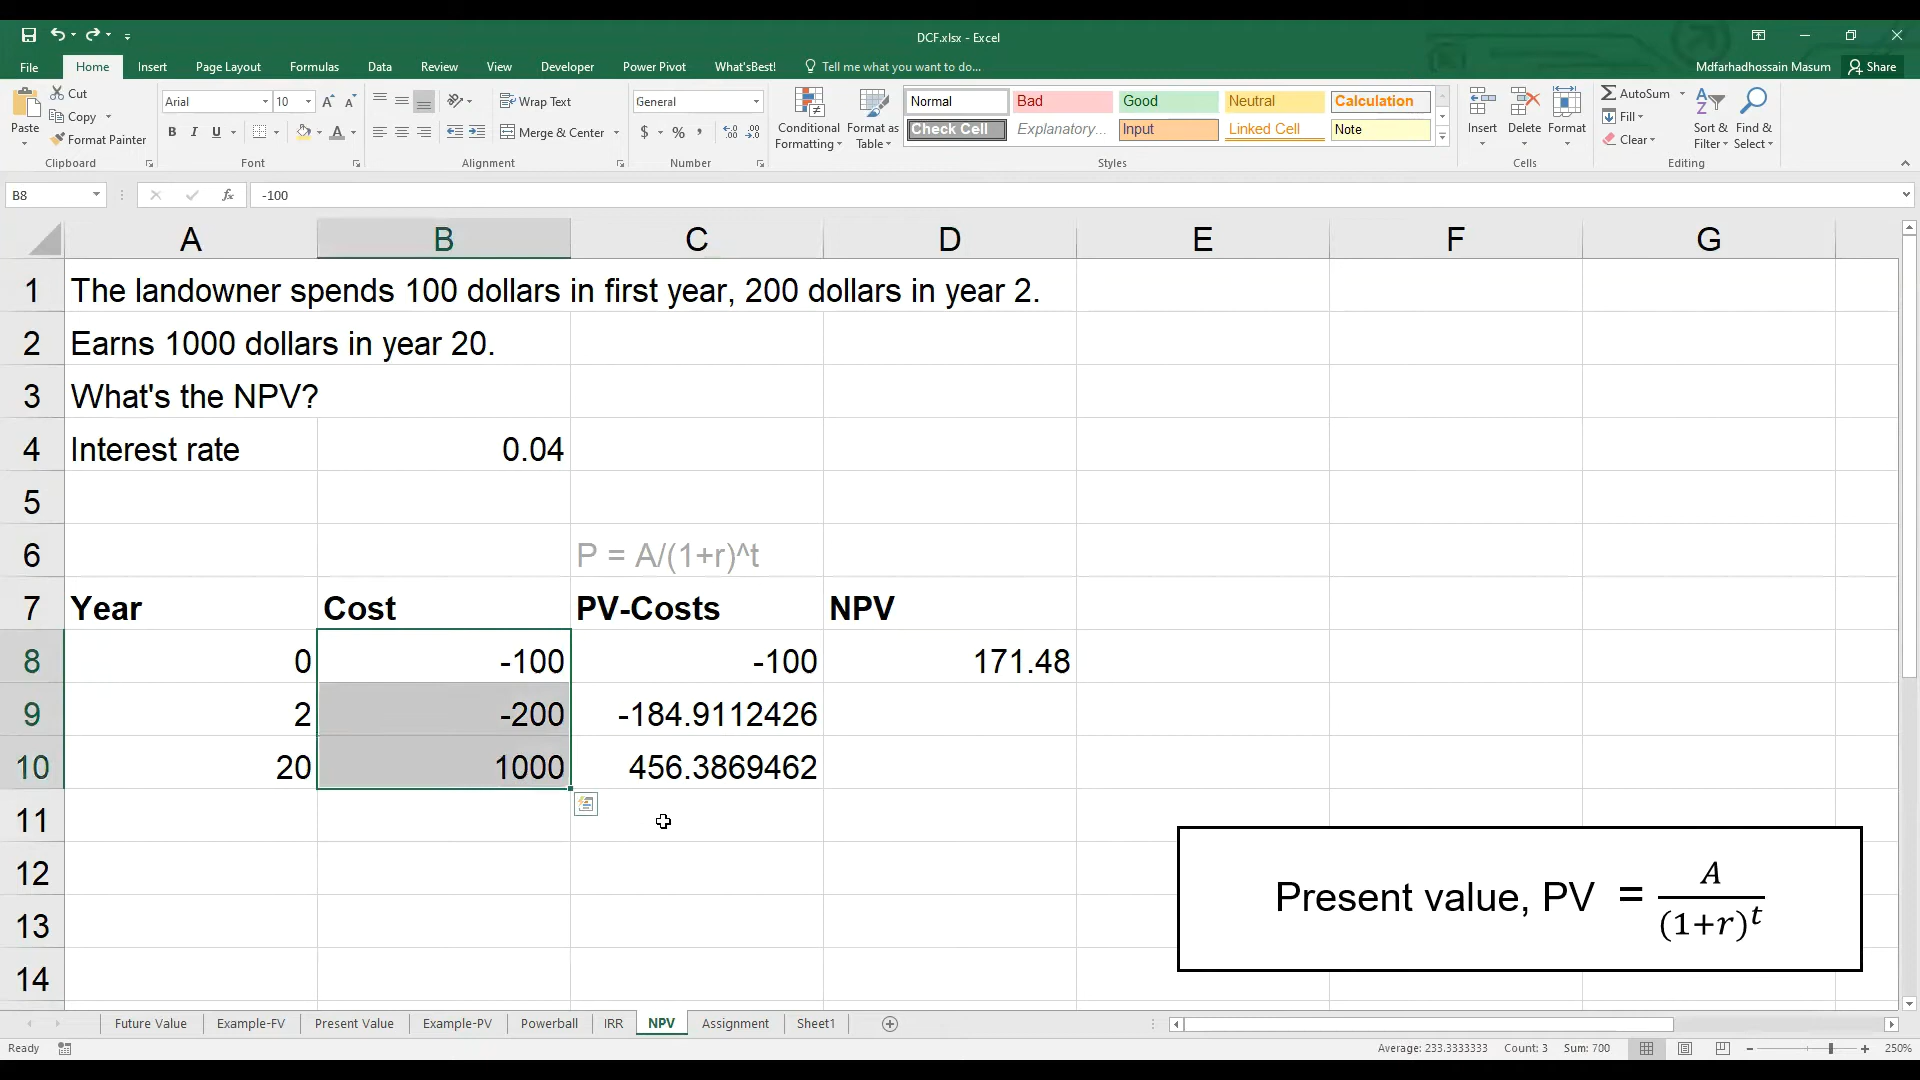 DCF.xlsx - Excel
File Home Insert Page Layout Formulas Data Review View Developer Power Pivot What'sBest! Tell me what you want to do... Mdfarhadhossain Masum Share
Paste
Cut
Copy
Format Painter
Clipboard
Arial 10
B I U
Font
Wrap Text
Merge & Center
Alignment
General
$ % ,
Number
Conditional Formatting
Format as Table
Normal Bad Good Neutral Calculation
Check Cell Explanatory... Input Linked Cell Note
Styles
Insert Delete Format
Cells
AutoSum
Fill
Clear
Sort & Filter
Find & Select
Editing
B8 fx -100
A B C D E F G
1 The landowner spends 100 dollars in first year, 200 dollars in year 2.
2 Earns 1000 dollars in year 20.
3 What's the NPV?
4 Interest rate 0.04
5
6 P = A/(1+r)^t
7 Year Cost PV-Costs NPV
8 0 -100 -100 171.48
9 2 -200 -184.9112426
10 20 1000 456.3869462
11
12
13
14
Present value, PV = A/(1+r)^t
Future Value Example-FV Present Value Example-PV Powerball IRR NPV Assignment Sheet1
Ready Average: 233.3333333 Count: 3 Sum: 700 250%